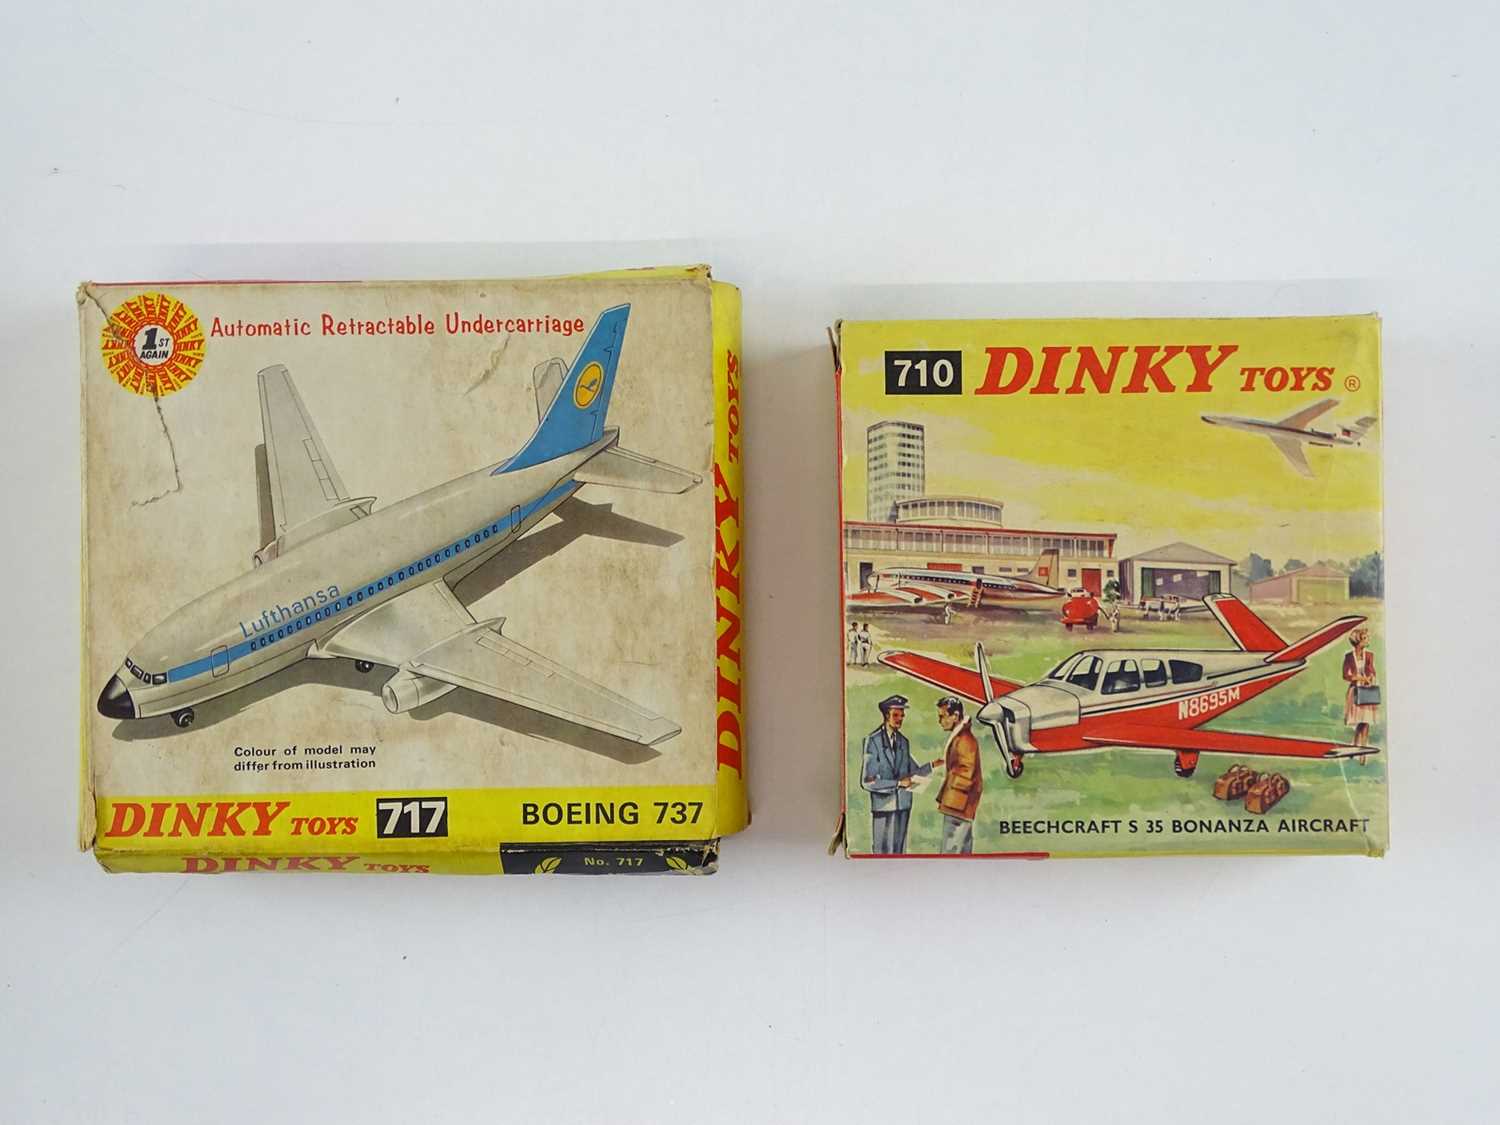 1ST
AGAIN
Automatic Retractable Undercarriage
Lufthansa
Colour of model may
differ from illustration
DINKY TOYS 717 BOEING 737
DINKY TOYS No. 717
DINKY TOYS
710 DINKY TOYS ®
N8695M
BEECHCRAFT S 35 BONANZA AIRCRAFT